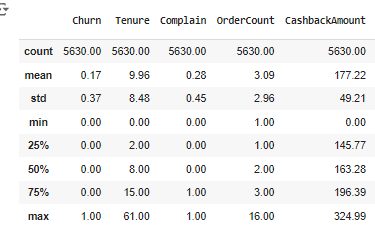 Churn Tenure Complain OrderCount CashbackAmount
count 5630.00 5630.00 5630.00 5630.00 5630.00
mean 0.17 9.96 0.28 3.09 177.22
std 0.37 8.48 0.45 2.96 49.21
min 0.00 0.00 0.00 1.00 0.00
25% 0.00 2.00 0.00 1.00 145.77
50% 0.00 8.00 0.00 2.00 163.28
75% 0.00 15.00 1.00 3.00 196.39
max 1.00 61.00 1.00 16.00 324.99